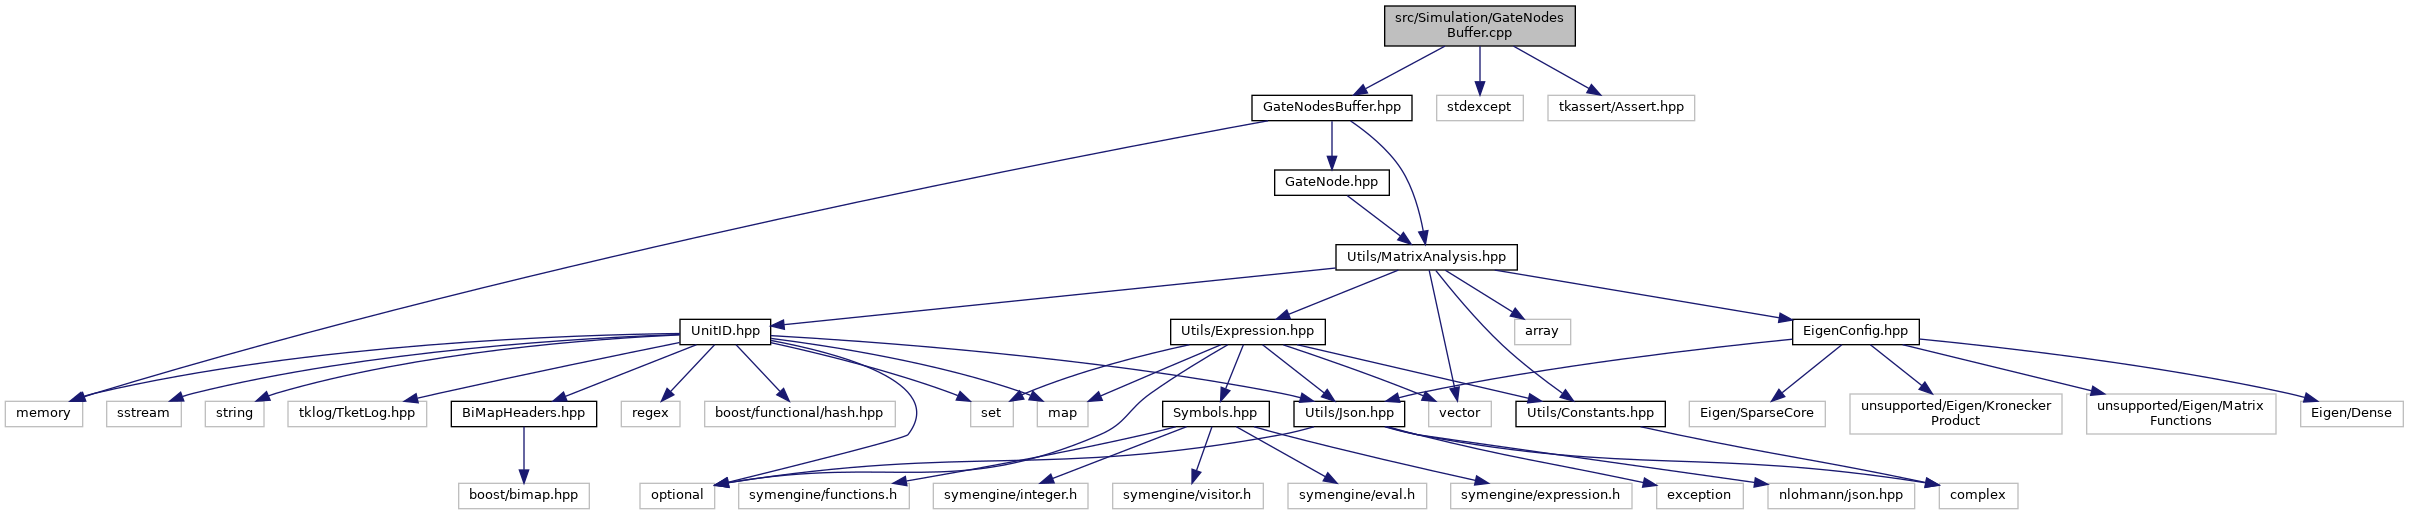 src/Simulation/GateNodes
Buffer.cpp
GateNodesBuffer.hpp
stdexcept
tkassert/Assert.hpp
GateNode.hpp
Utils/MatrixAnalysis.hpp
UnitID.hpp
Utils/Expression.hpp
array
EigenConfig.hpp
memory
sstream
string
tklog/TketLog.hpp
BiMapHeaders.hpp
regex
boost/functional/hash.hpp
set
map
Symbols.hpp
Utils/Json.hpp
vector
Utils/Constants.hpp
Eigen/SparseCore
unsupported/Eigen/Kronecker
Product
unsupported/Eigen/Matrix
Functions
Eigen/Dense
boost/bimap.hpp
optional
symengine/functions.h
symengine/integer.h
symengine/visitor.h
symengine/eval.h
symengine/expression.h
exception
nlohmann/json.hpp
complex